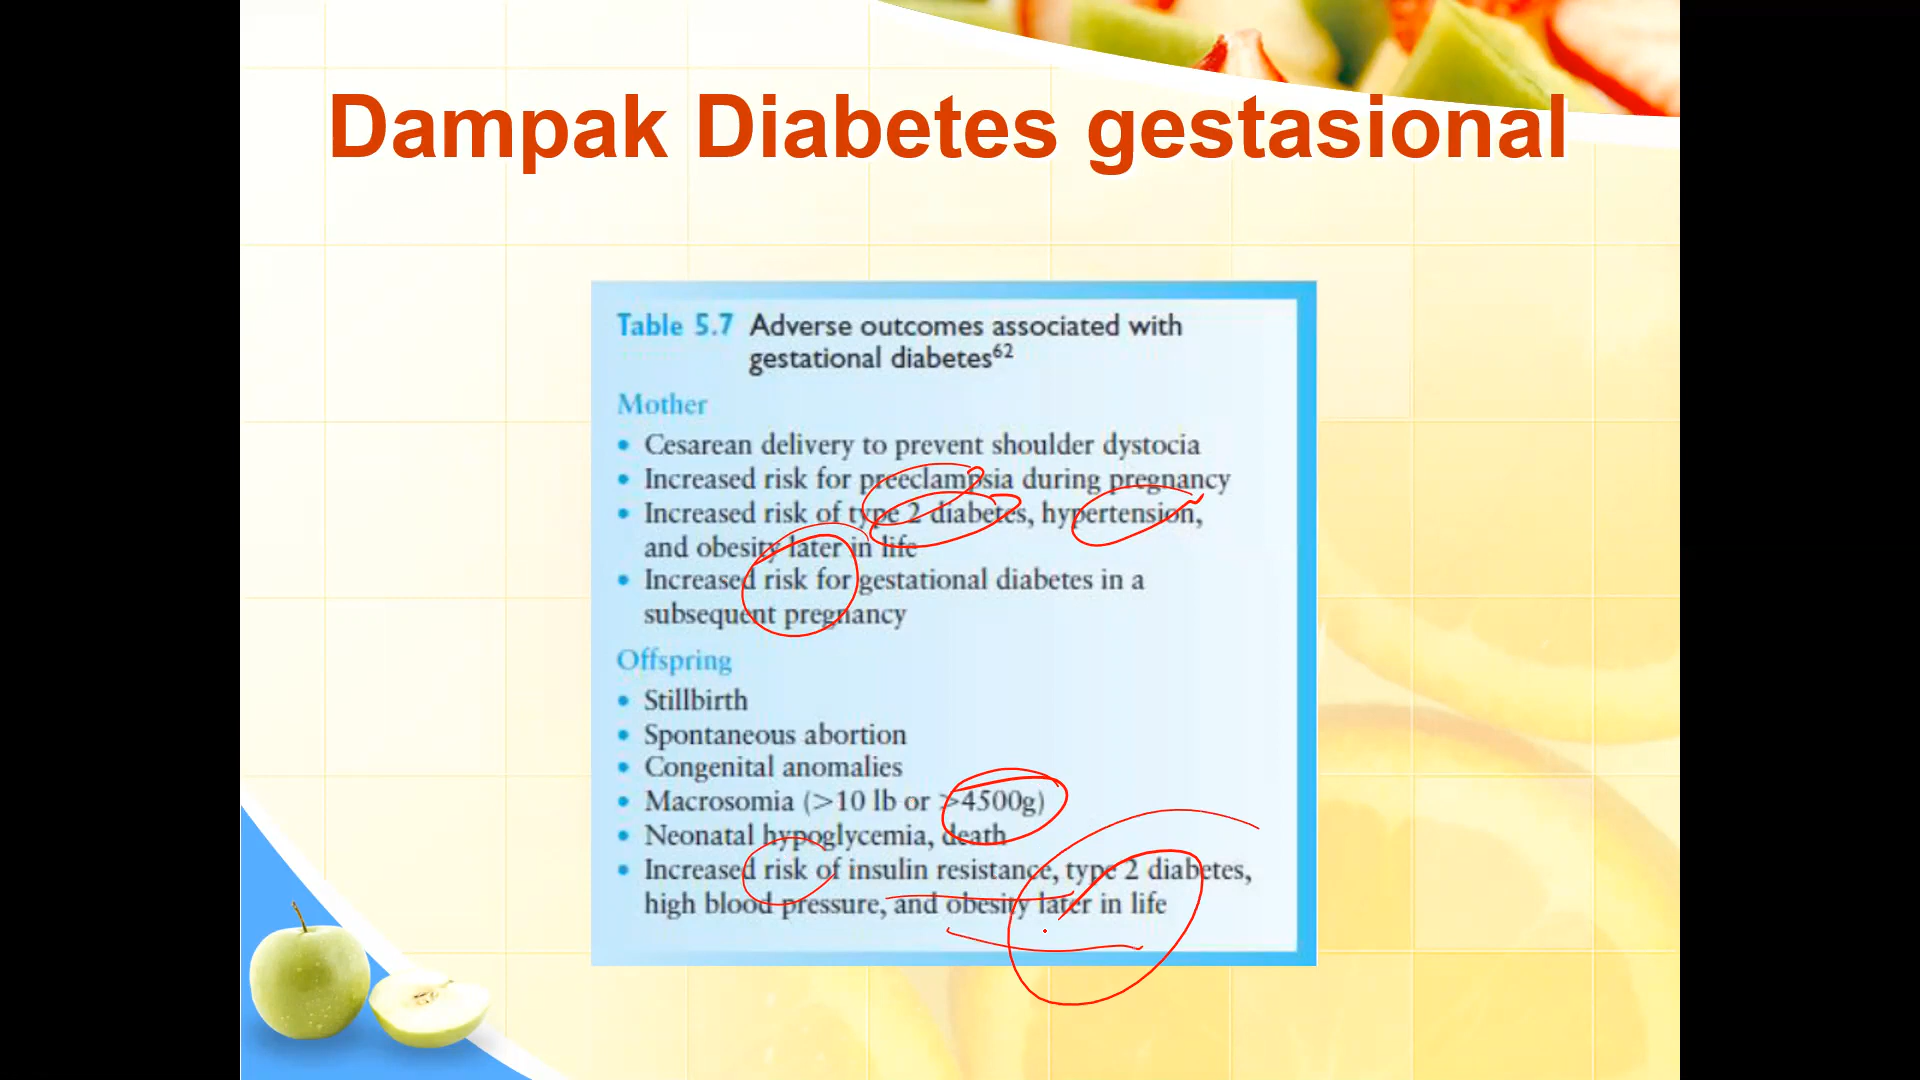 Dampak Diabetes gestasional
Table 5.7 Adverse outcomes associated with
gestational diabetes62
Mother
• Cesarean delivery to prevent shoulder dystocia
• Increased risk for preeclampsia during pregnancy
• Increased risk of type 2 diabetes, hypertension,
and obesity later in life
• Increased risk for gestational diabetes in a
subsequent pregnancy
Offspring
• Stillbirth
• Spontaneous abortion
• Congenital anomalies
• Macrosomia (>10 lb or >4500g)
• Neonatal hypoglycemia, death
• Increased risk of insulin resistance, type 2 diabetes,
high blood pressure, and obesity later in life